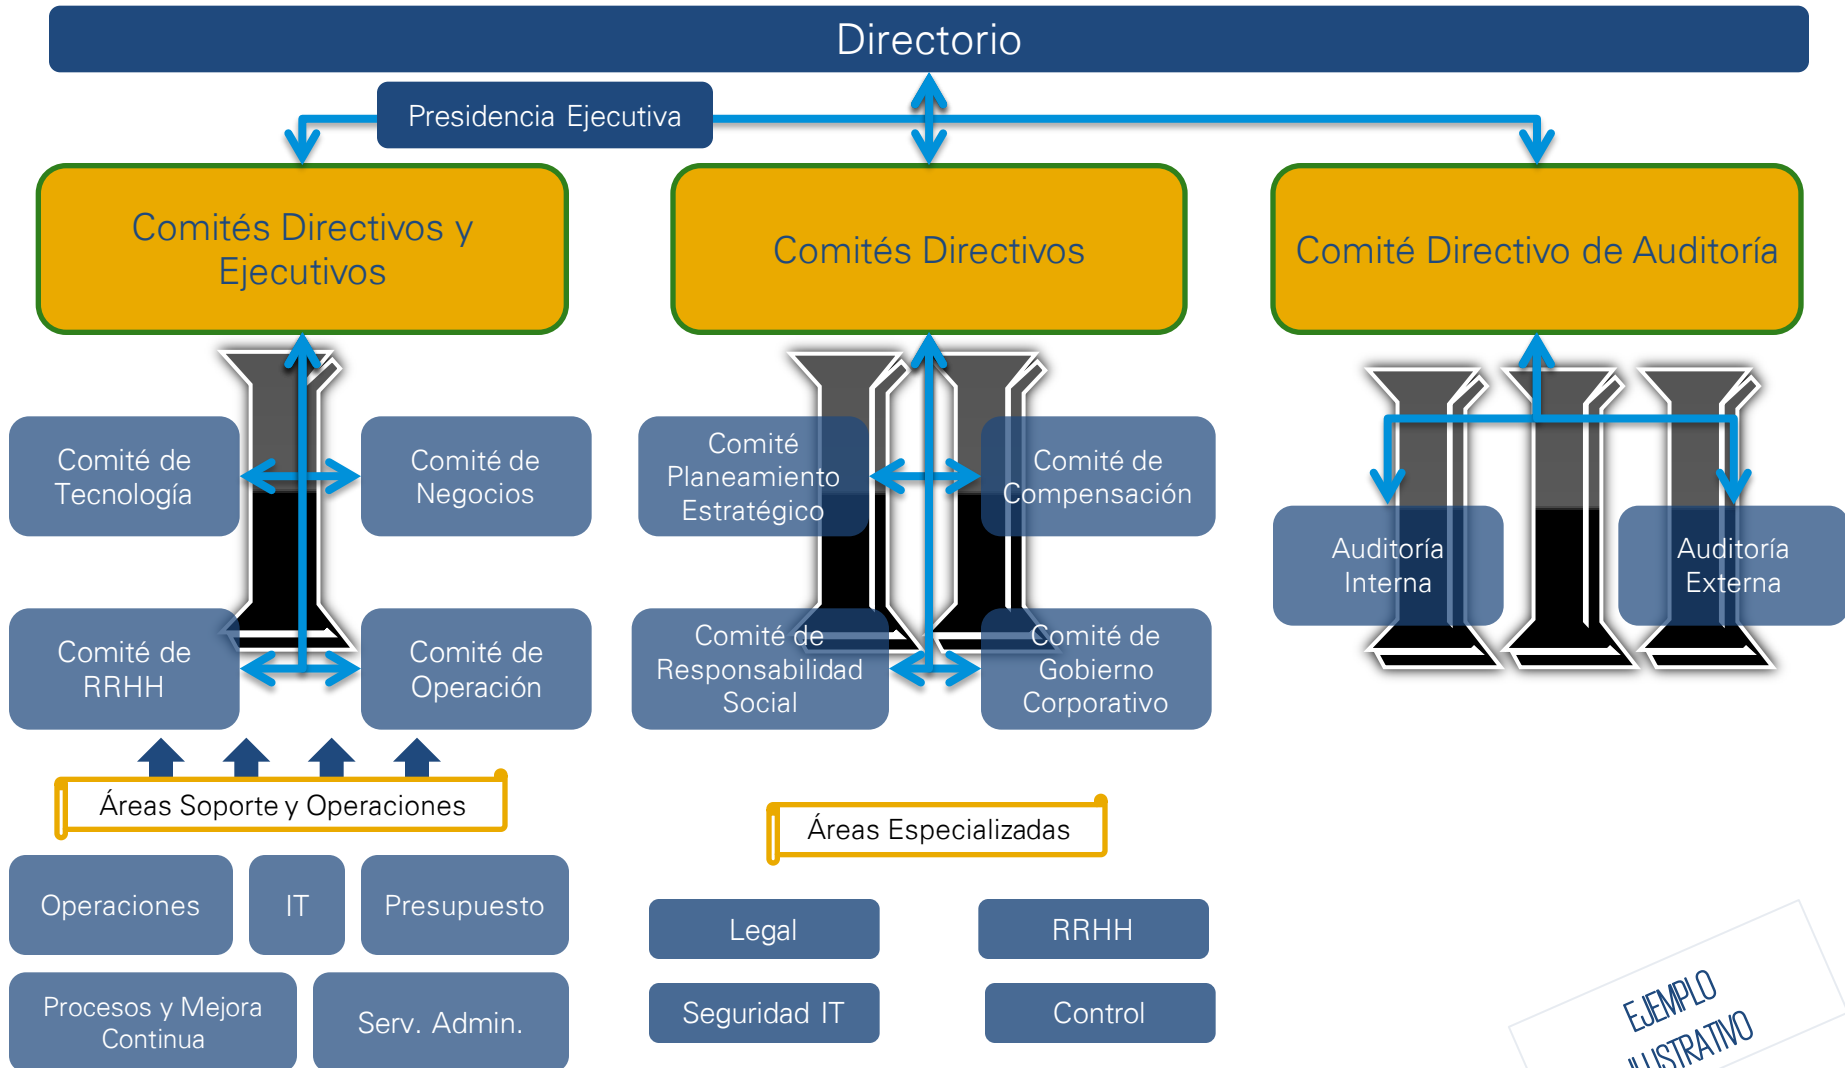 Directorio
Presidencia Ejecutiva
Comités Directivos y
Ejecutivos
Comités Directivos
Comité Directivo de Auditoría
Comité de
Tecnología
Comité de
Negocios
Comité de
RRHH
Comité de
Operación
Comité
Planeamiento
Estratégico
Comité de
Compensación
Comité de
Responsabilidad
Social
Comité de
Gobierno
Corporativo
Auditoría
Interna
Auditoría
Externa
Áreas Soporte y Operaciones
Operaciones
IT
Presupuesto
Procesos y Mejora
Continua
Serv. Admin.
Áreas Especializadas
Legal
RRHH
Seguridad IT
Control
EJEMPLO
ILUSTRATIVO